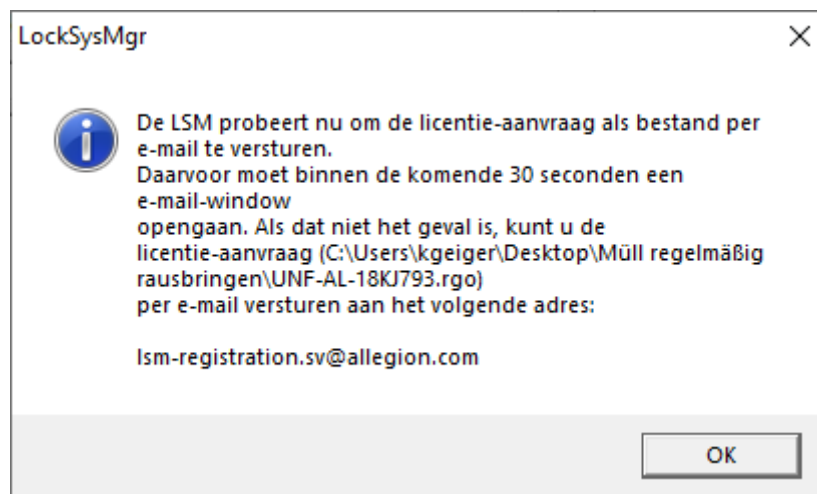 LockSysMgr
De LSM probeert nu om de licentie-aanvraag als bestand per
e-mail te versturen.
Daarvoor moet binnen de komende 30 seconden een
e-mail-window
opengaan. Als dat niet het geval is, kunt u de
licentie-aanvraag (C:\Users\kgeiger\Desktop\Müll regelmäßig
rausbringen\UNF-AL-18KJ793.rgo)
per e-mail versturen aan het volgende adres:
lsm-registration.sv@allegion.com
OK